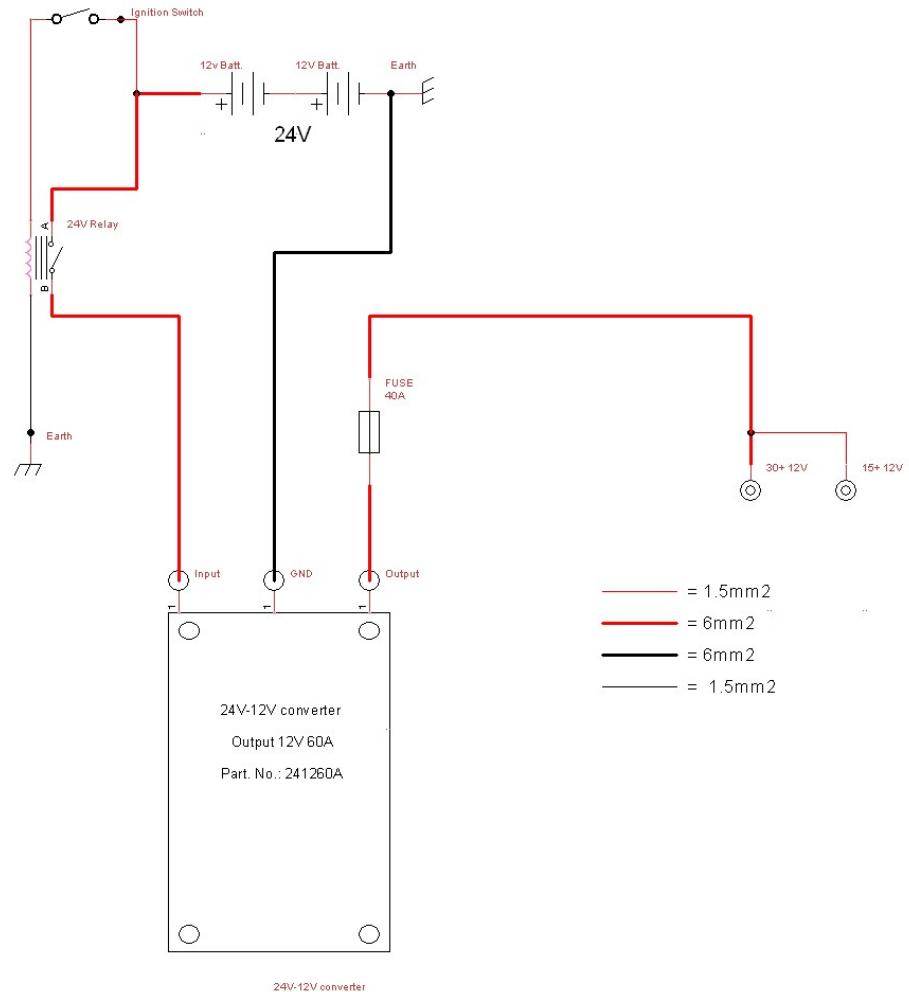 Ignition Switch
12v Batt.
12V Batt.
Earth
+
+
24V
24V Relay
A
B
FUSE
40A
Earth
30+ 12V
15+ 12V
Input
GND
Output
1
1
1
= 1.5mm2
= 6mm2
= 6mm2
= 1.5mm2
24V-12V converter
Output 12V 60A
Part. No.: 241260A
24V-12V converter